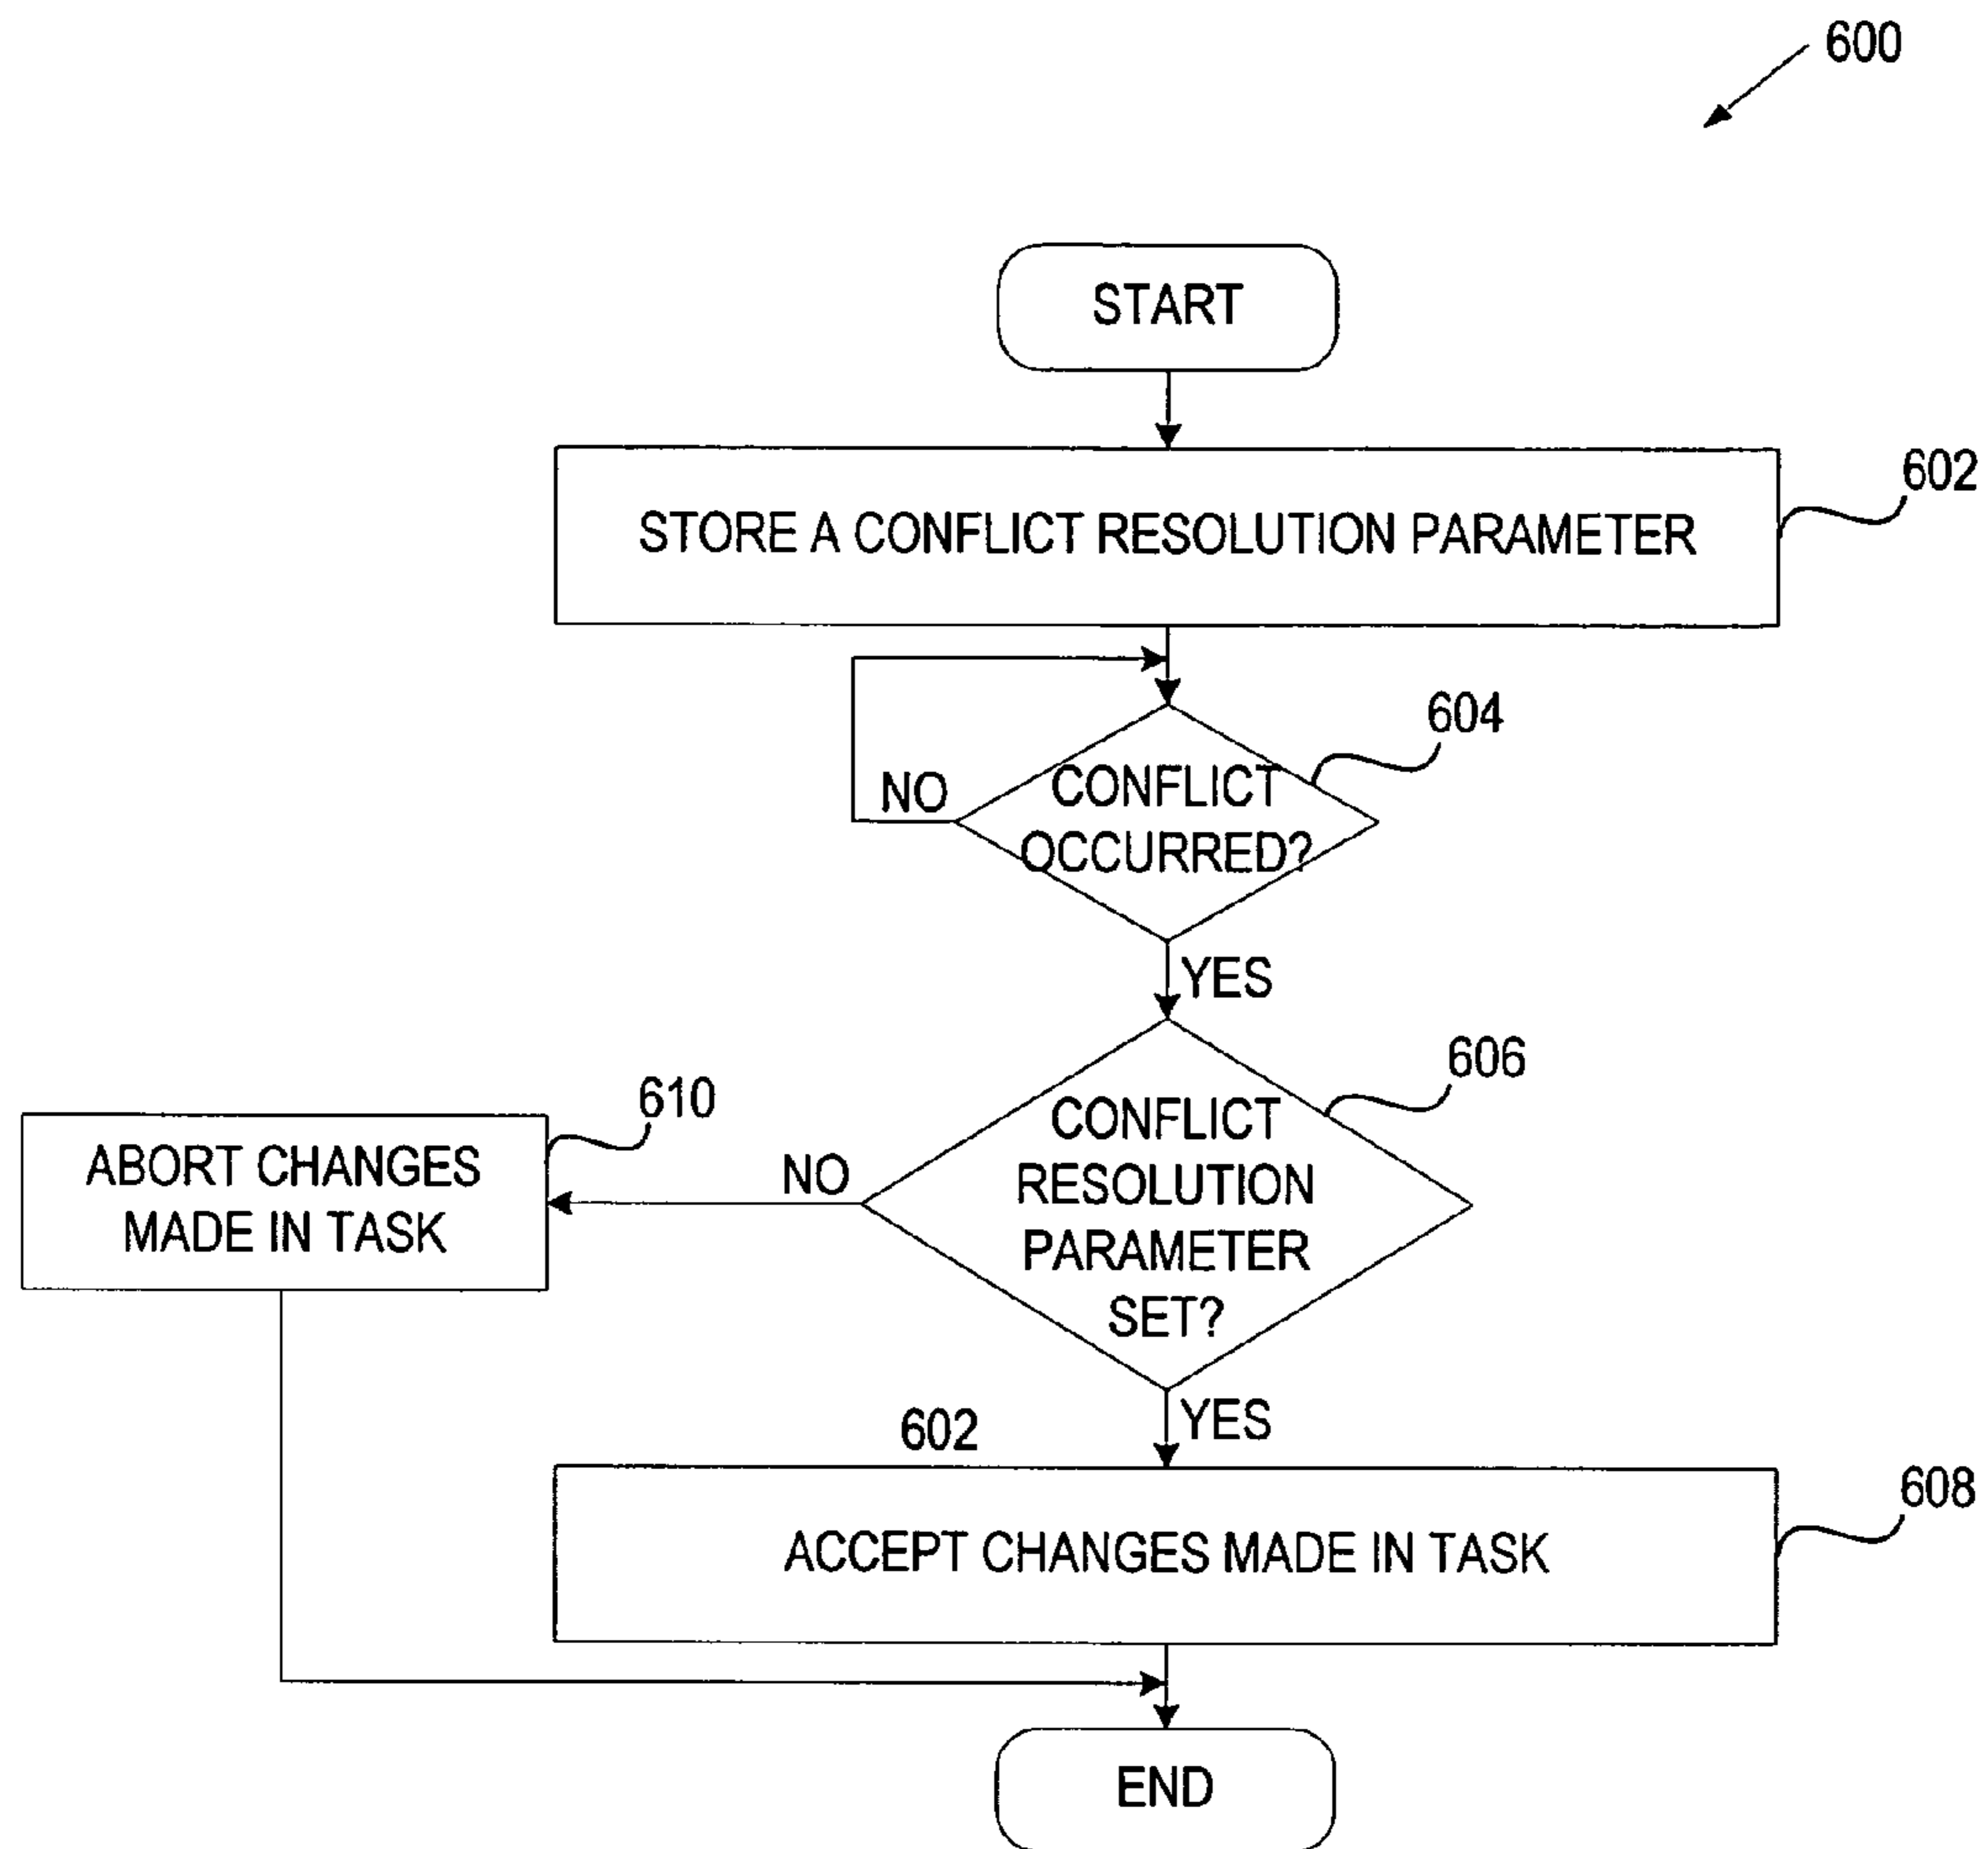 600
START
STORE A CONFLICT RESOLUTION PARAMETER
602
604
NO
CONFLICT
OCCURRED?
YES
606
CONFLICT
RESOLUTION
PARAMETER
SET?
NO
610
ABORT CHANGES
MADE IN TASK
YES
602
608
ACCEPT CHANGES MADE IN TASK
END